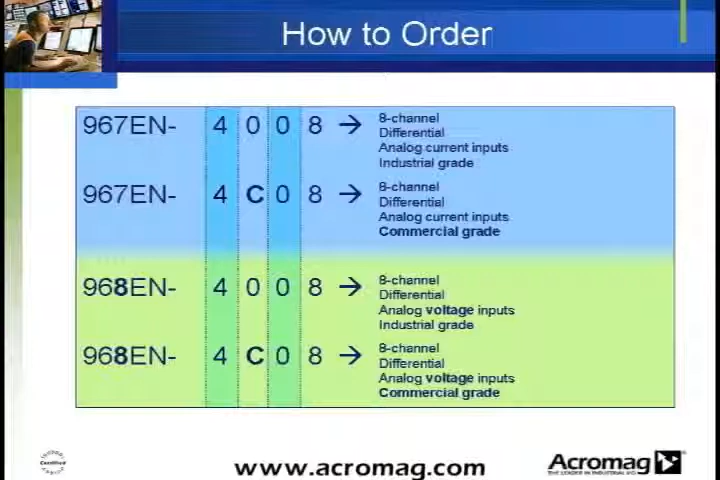 How to Order
967EN- 4 0 0 8 → 8-channel
Differential
Analog current inputs
Industrial grade
967EN- 4 C 0 8 → 8-channel
Differential
Analog current inputs
Commercial grade
968EN- 4 0 0 8 → 8-channel
Differential
Analog voltage inputs
Industrial grade
968EN- 4 C 0 8 → 8-channel
Differential
Analog voltage inputs
Commercial grade
Certified
www.acromag.com
Acromag
THE LEADER IN INDUSTRIAL I/O